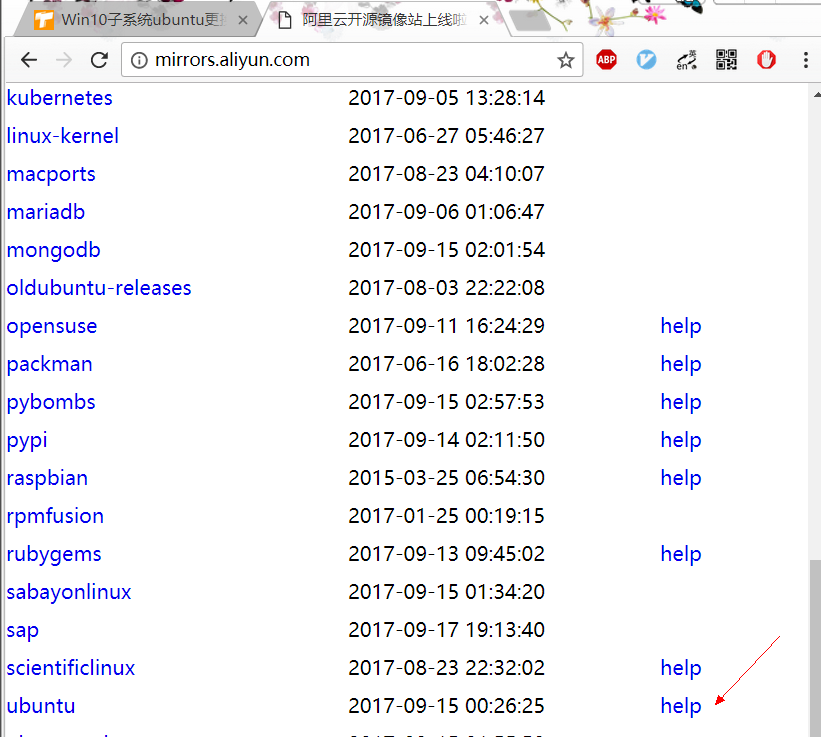 Win10子系统ubuntu更
阿里云开源镜像站上线啦
mirrors.aliyun.com
ABP
en 英
kubernetes 2017-09-05 13:28:14
linux-kernel 2017-06-27 05:46:27
macports 2017-08-23 04:10:07
mariadb 2017-09-06 01:06:47
mongodb 2017-09-15 02:01:54
oldubuntu-releases 2017-08-03 22:22:08
opensuse 2017-09-11 16:24:29 help
packman 2017-06-16 18:02:28 help
pybombs 2017-09-15 02:57:53 help
pypi 2017-09-14 02:11:50 help
raspbian 2015-03-25 06:54:30 help
rpmfusion 2017-01-25 00:19:15
rubygems 2017-09-13 09:45:02 help
sabayonlinux 2017-09-15 01:34:20
sap 2017-09-17 19:13:40
scientificlinux 2017-08-23 22:32:02 help
ubuntu 2017-09-15 00:26:25 help